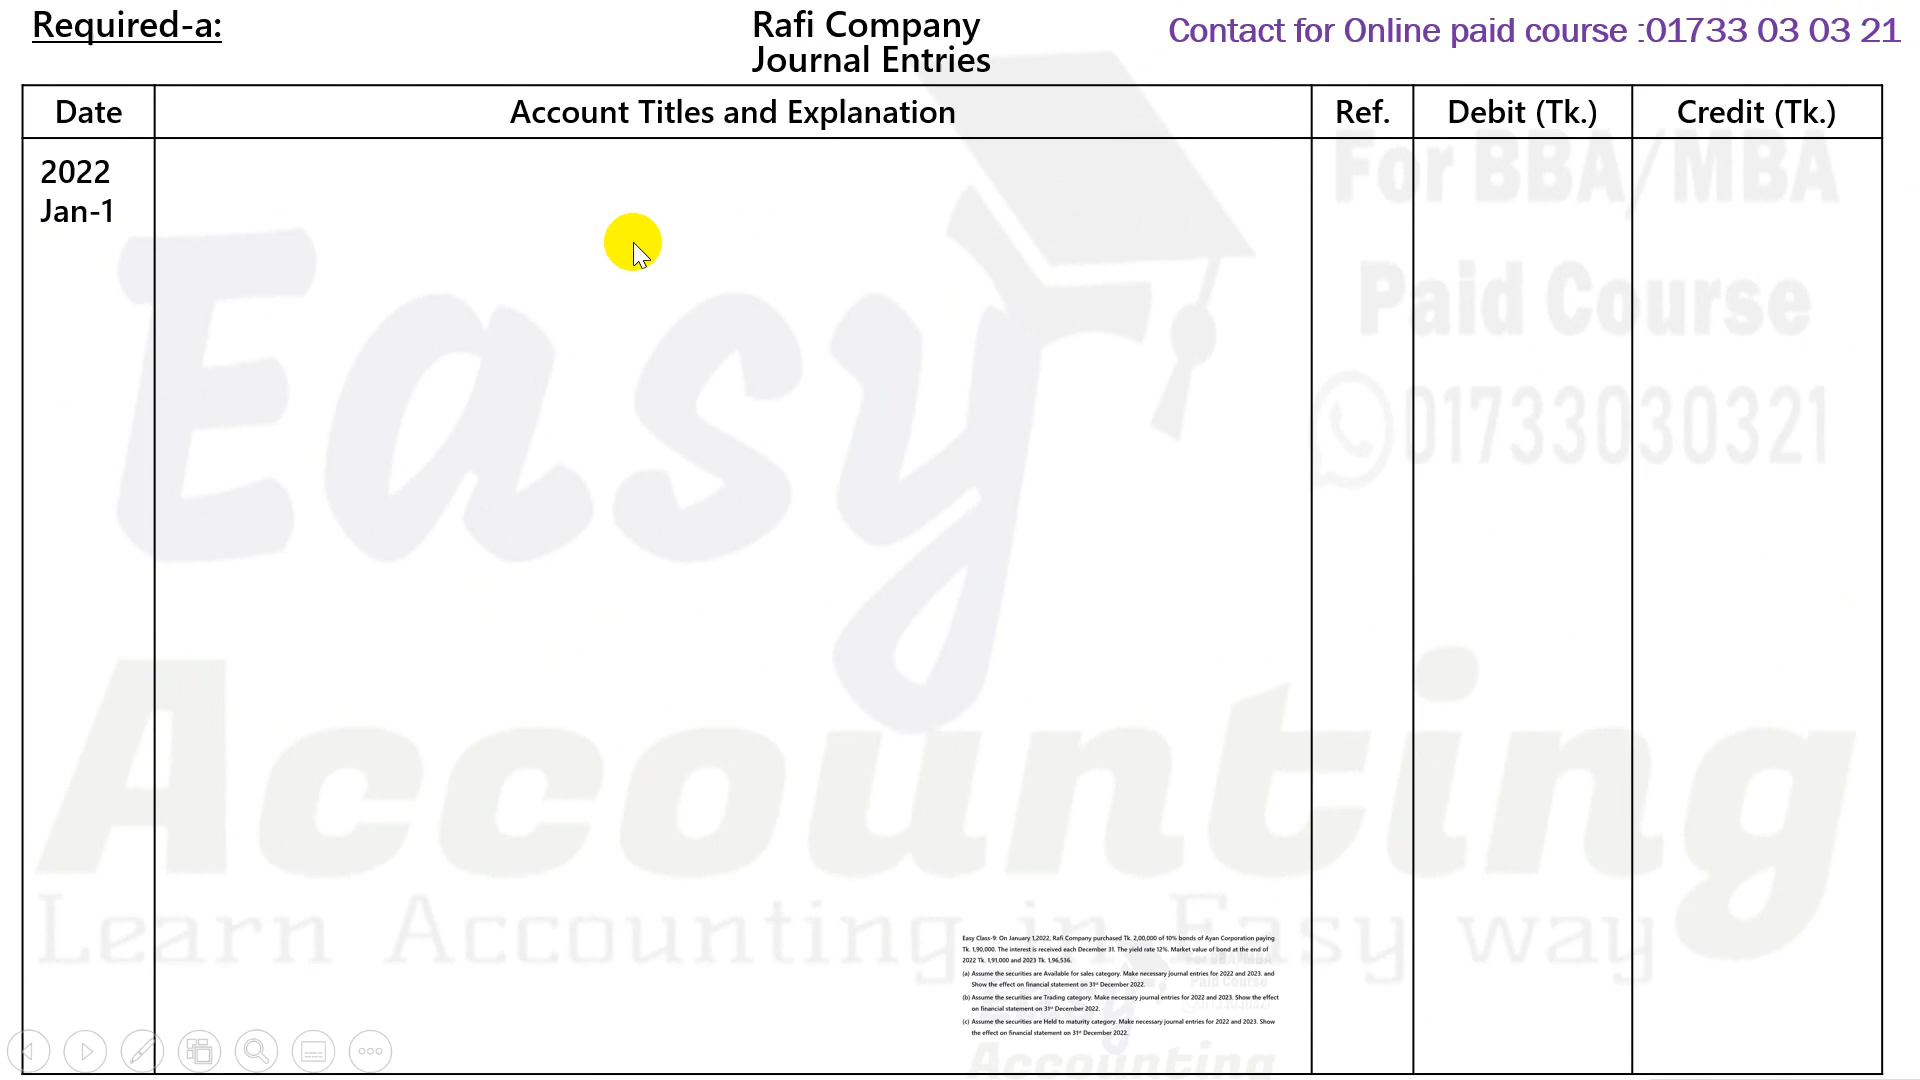 Required-a:
Rafi Company
Contact for Online paid course :01733 03 03 21
Journal Entries
Date
Account Titles and Explanation
Ref.
Debit (Tk.)
Credit (Tk.)
2022
Jan-1
For BBA/MBA
Paid Course
01733030321
Easy
Accounting
Learn Accounting in Easy way
Easy Class-9: On January 1,2022, Rafi Company purchased Tk. 2,00,000 of 10% bonds of Ayan Corporation paying
Tk. 1,90,000. The interest is received each December 31. The yield rate 12%. Market value of bond at the end of
2022 Tk. 1,91,000 and 2023 Tk. 1,96,536.
(a) Assume the securities are Available for sales category. Make necessary journal entries for 2022 and 2023. and
Show the effect on financial statement on 31st December 2022.
(b) Assume the securities are Trading category. Make necessary journal entries for 2022 and 2023. Show the effect
on financial statement on 31st December 2022.
(c) Assume the securities are Held to maturity category. Make necessary journal entries for 2022 and 2023. Show
the effect on financial statement on 31st December 2022.
Paid Course
Accounting